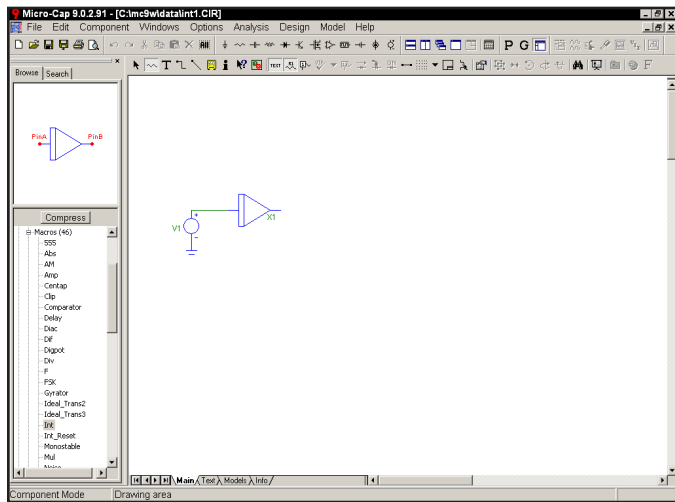 Micro-Cap 9.0.2.91 - [C:\mc9w\data\int1.CIR]
File Edit Component Windows Options Analysis Design Model Help
P G
T TEXT F
Browse Search
PinA PinB
Compress
Macros (46)
555
Abs
AM
Amp
Centap
Clip
Comparator
Delay
Diac
Dif
Digpot
Div
F
FSK
Gyrator
Ideal_Trans2
Ideal_Trans3
Int
Int_Reset
Monostable
Mul
Noise
V1
+
-
X1
Main Text Models Info
Component Mode Drawing area